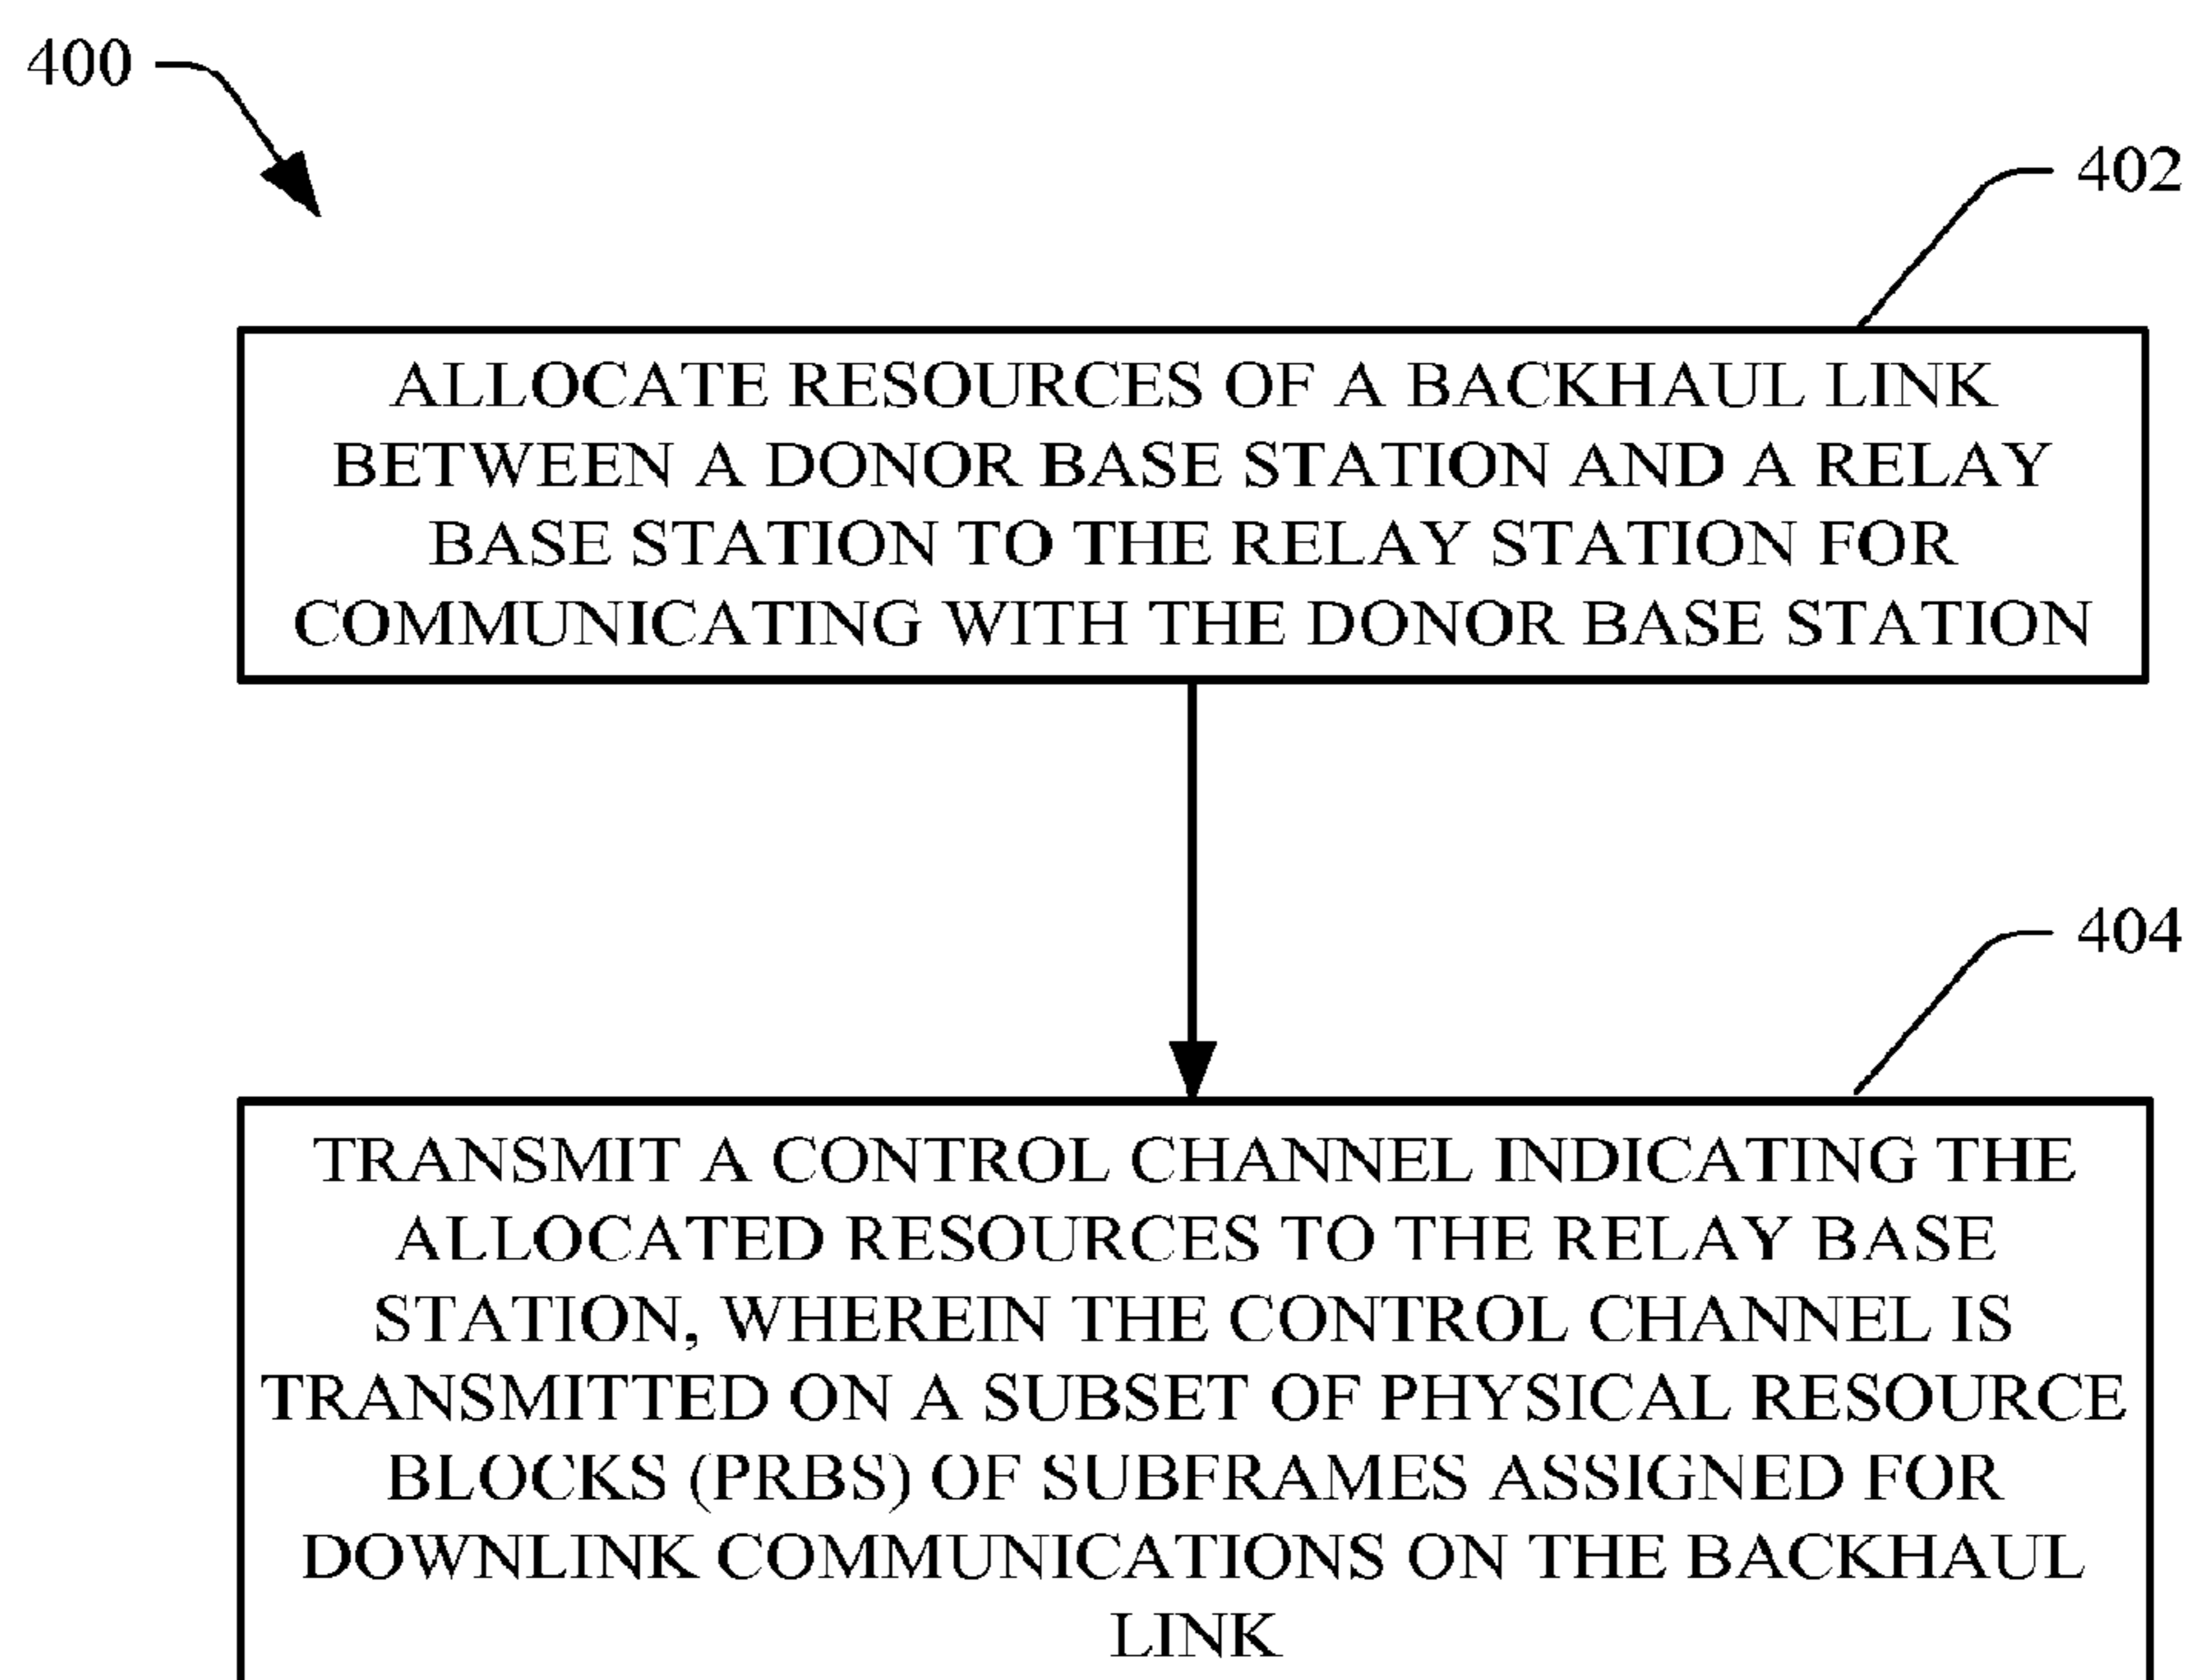 400
402
ALLOCATE RESOURCES OF A BACKHAUL LINK
BETWEEN A DONOR BASE STATION AND A RELAY
BASE STATION TO THE RELAY STATION FOR
COMMUNICATING WITH THE DONOR BASE STATION
404
TRANSMIT A CONTROL CHANNEL INDICATING THE
ALLOCATED RESOURCES TO THE RELAY BASE
STATION, WHEREIN THE CONTROL CHANNEL IS
TRANSMITTED ON A SUBSET OF PHYSICAL RESOURCE
BLOCKS (PRBS) OF SUBFRAMES ASSIGNED FOR
DOWNLINK COMMUNICATIONS ON THE BACKHAUL
LINK